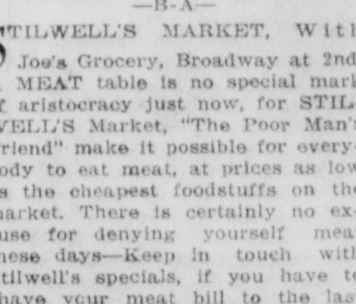 —B-A—
STILWELL'S MARKET, With
Joe's Grocery, Broadway at 2nd
MEAT table is no special mark
f aristocracy just now, for STIL-
WELL'S Market, "The Poor Man's
riend" make it possible for every-
ody to eat meat, at prices as low
s the cheapest foodstuffs on the
arket. There is certainly no ex-
use for denying yourself meat
hese days—Keep in touch with
tilwell's specials, if you have to
have your meat bill to the las